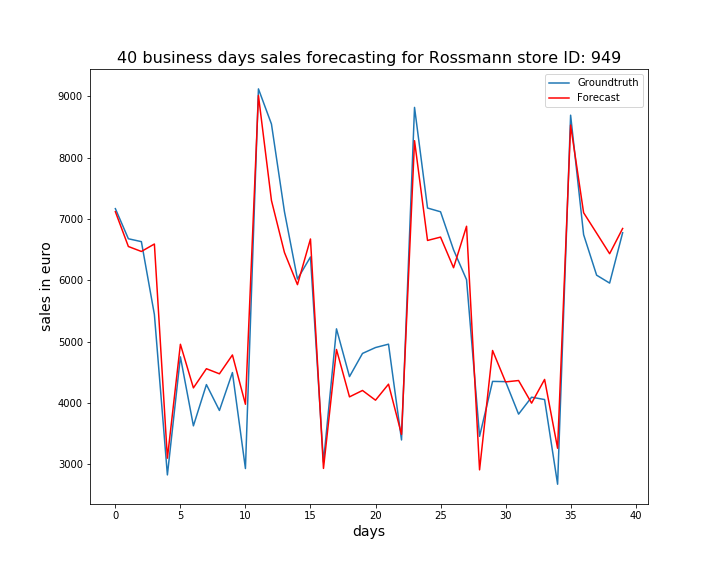 40 business days sales forecasting for Rossmann store ID: 949
Groundtruth
Forecast
9000
8000
7000
6000
5000
4000
3000
sales in euro
0 5 10 15 20 25 30 35 40
days